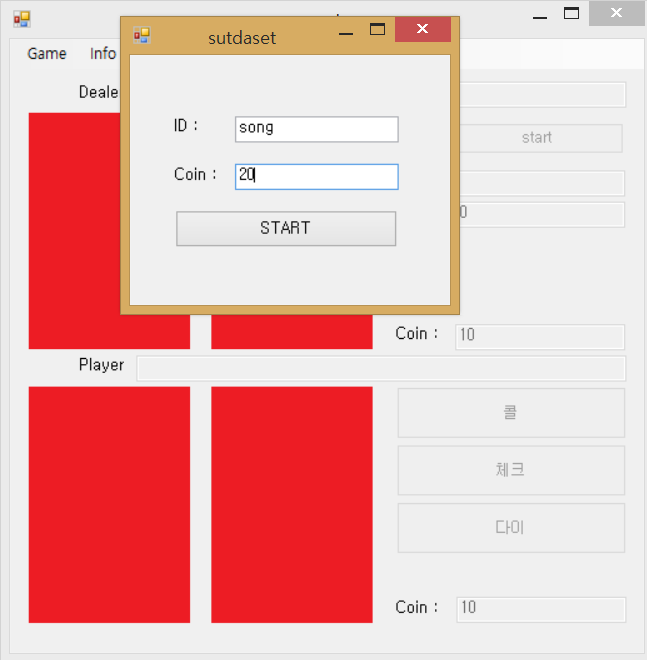 sutdaset
Game Info
Deale
ID :
song
start
Coin :
20
0
START
Coin :
10
Player
콜
체크
다이
Coin :
10